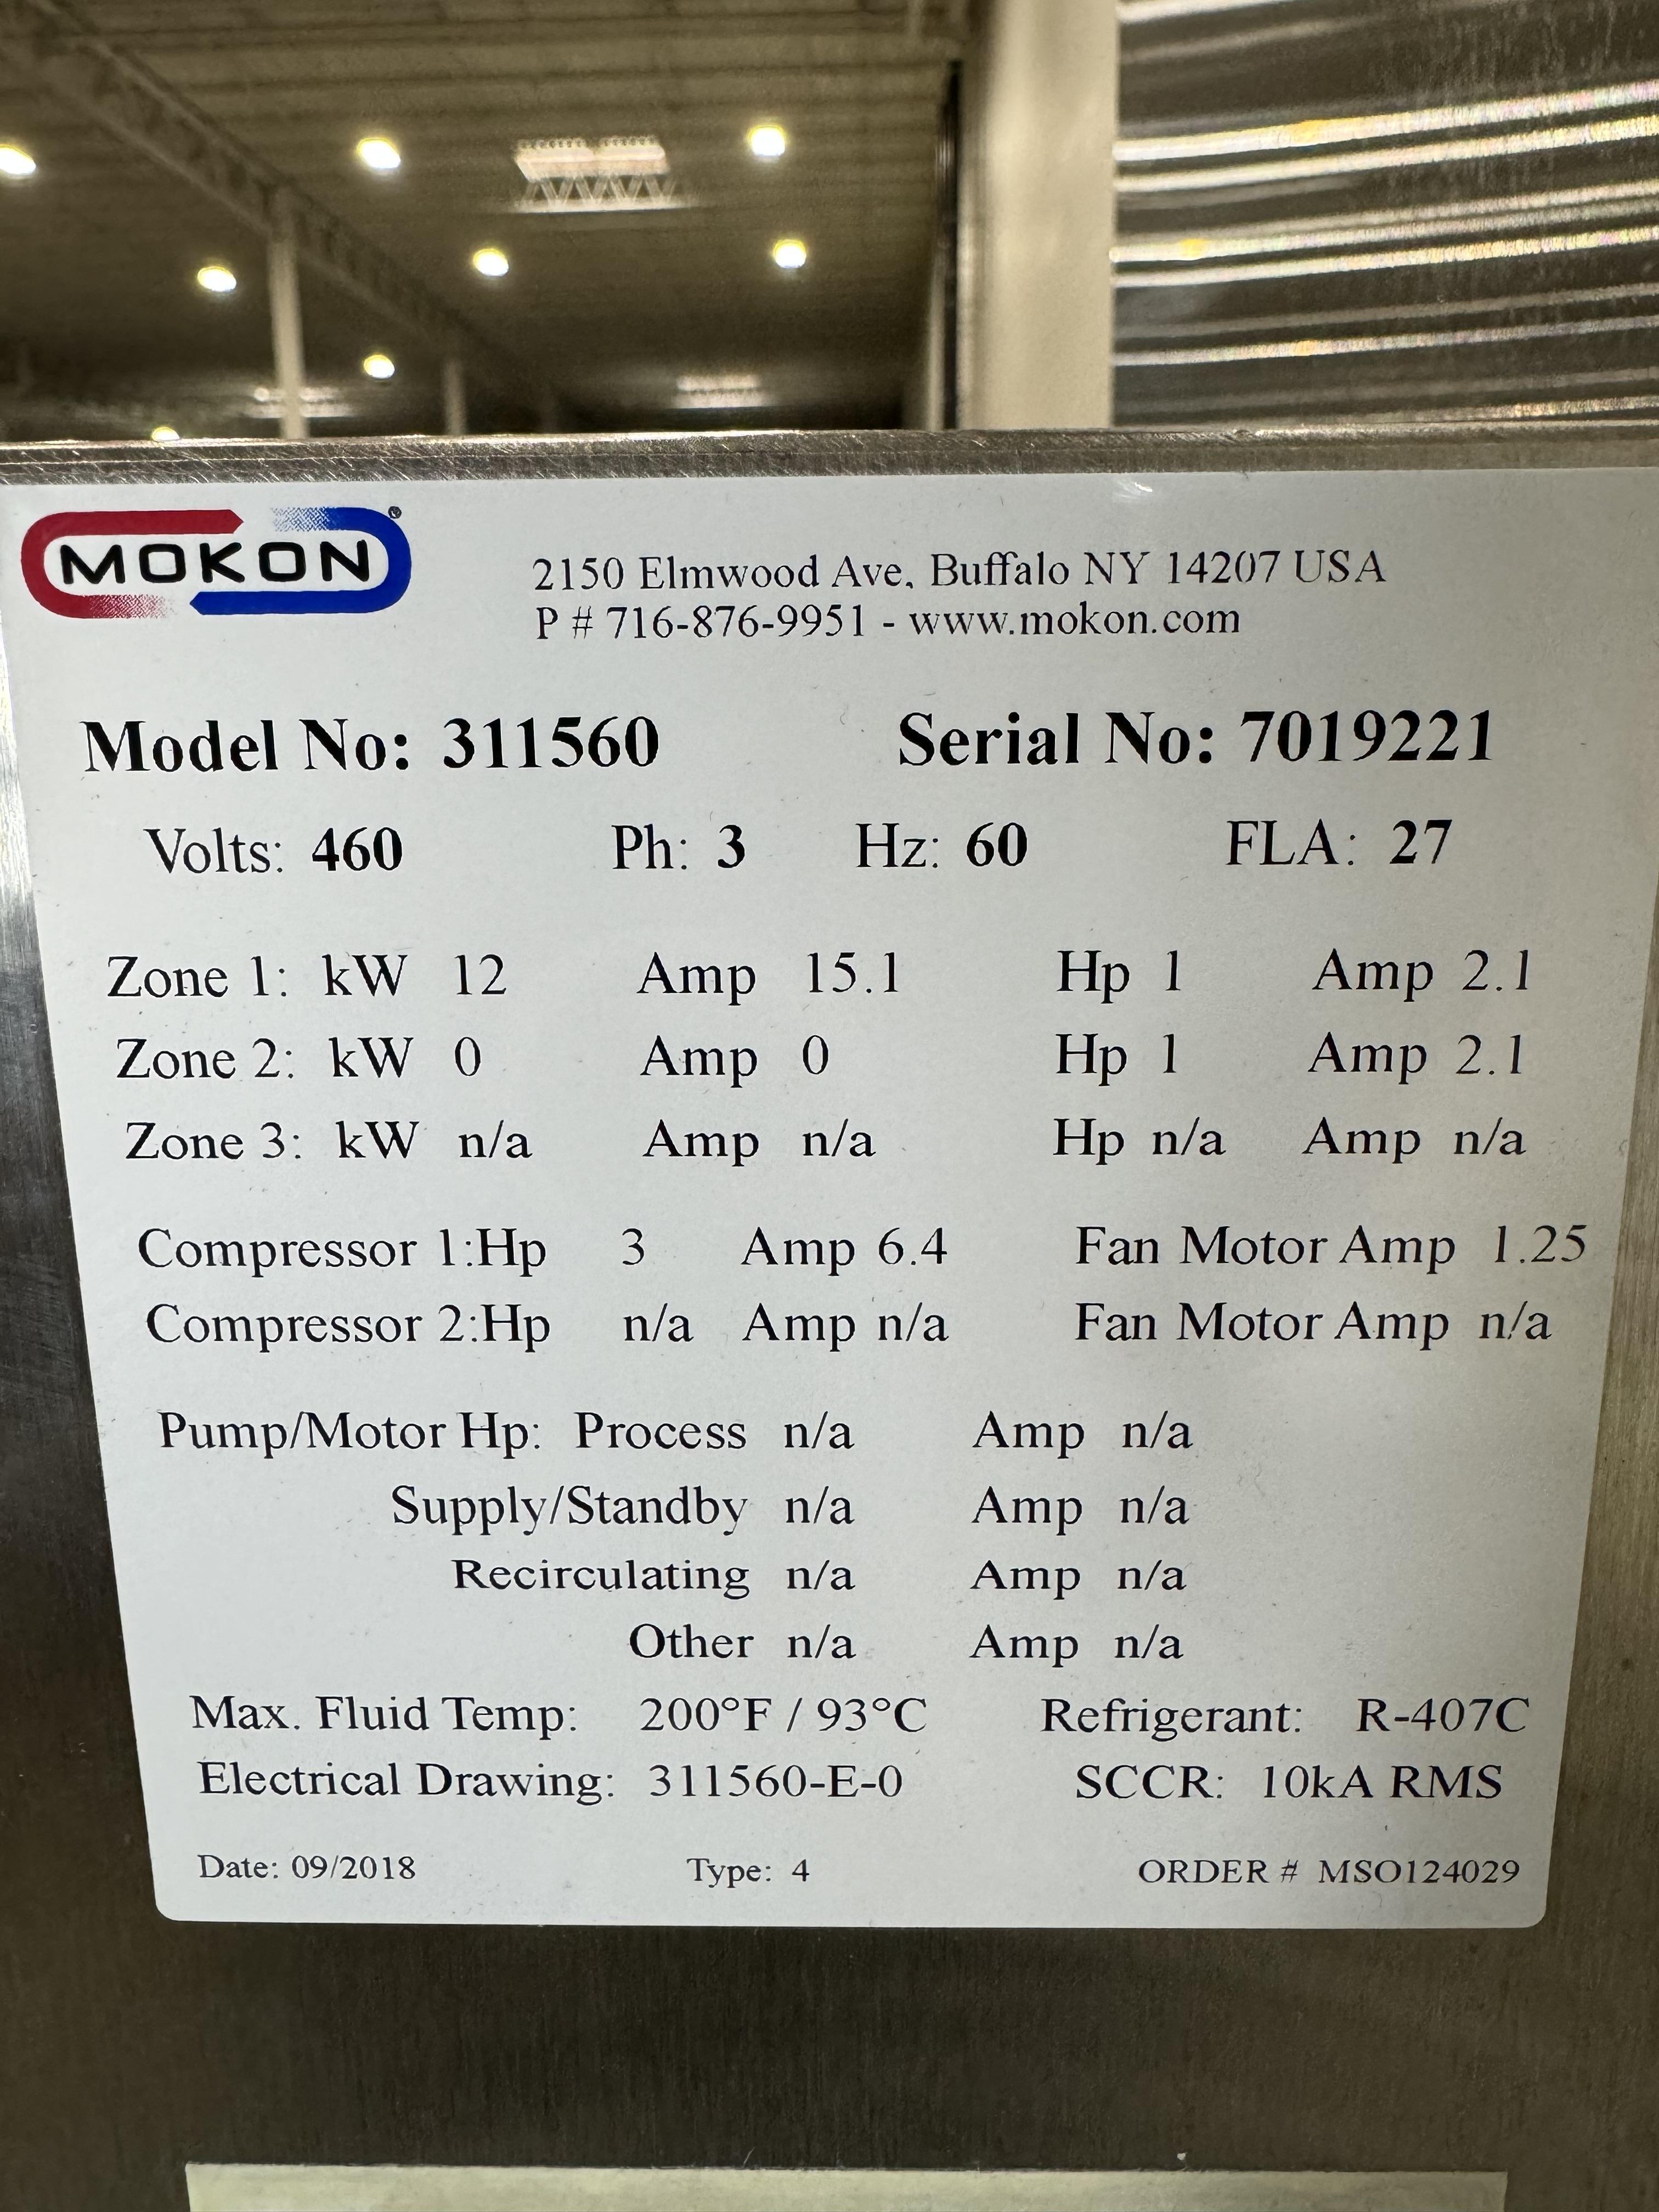 MOKON®
2150 Elmwood Ave, Buffalo NY 14207 USA
P # 716-876-9951 - www.mokon.com
Model No: 311560 Serial No: 7019221
Volts: 460 Ph: 3 Hz: 60 FLA: 27
Zone 1: kW 12 Amp 15.1 Hp 1 Amp 2.1
Zone 2: kW 0 Amp 0 Hp 1 Amp 2.1
Zone 3: kW n/a Amp n/a Hp n/a Amp n/a
Compressor 1:Hp 3 Amp 6.4 Fan Motor Amp 1.25
Compressor 2:Hp n/a Amp n/a Fan Motor Amp n/a
Pump/Motor Hp: Process n/a Amp n/a
Supply/Standby n/a Amp n/a
Recirculating n/a Amp n/a
Other n/a Amp n/a
Max. Fluid Temp: 200°F / 93°C Refrigerant: R-407C
Electrical Drawing: 311560-E-0 SCCR: 10kA RMS
Date: 09/2018 Type: 4 ORDER # MSO124029